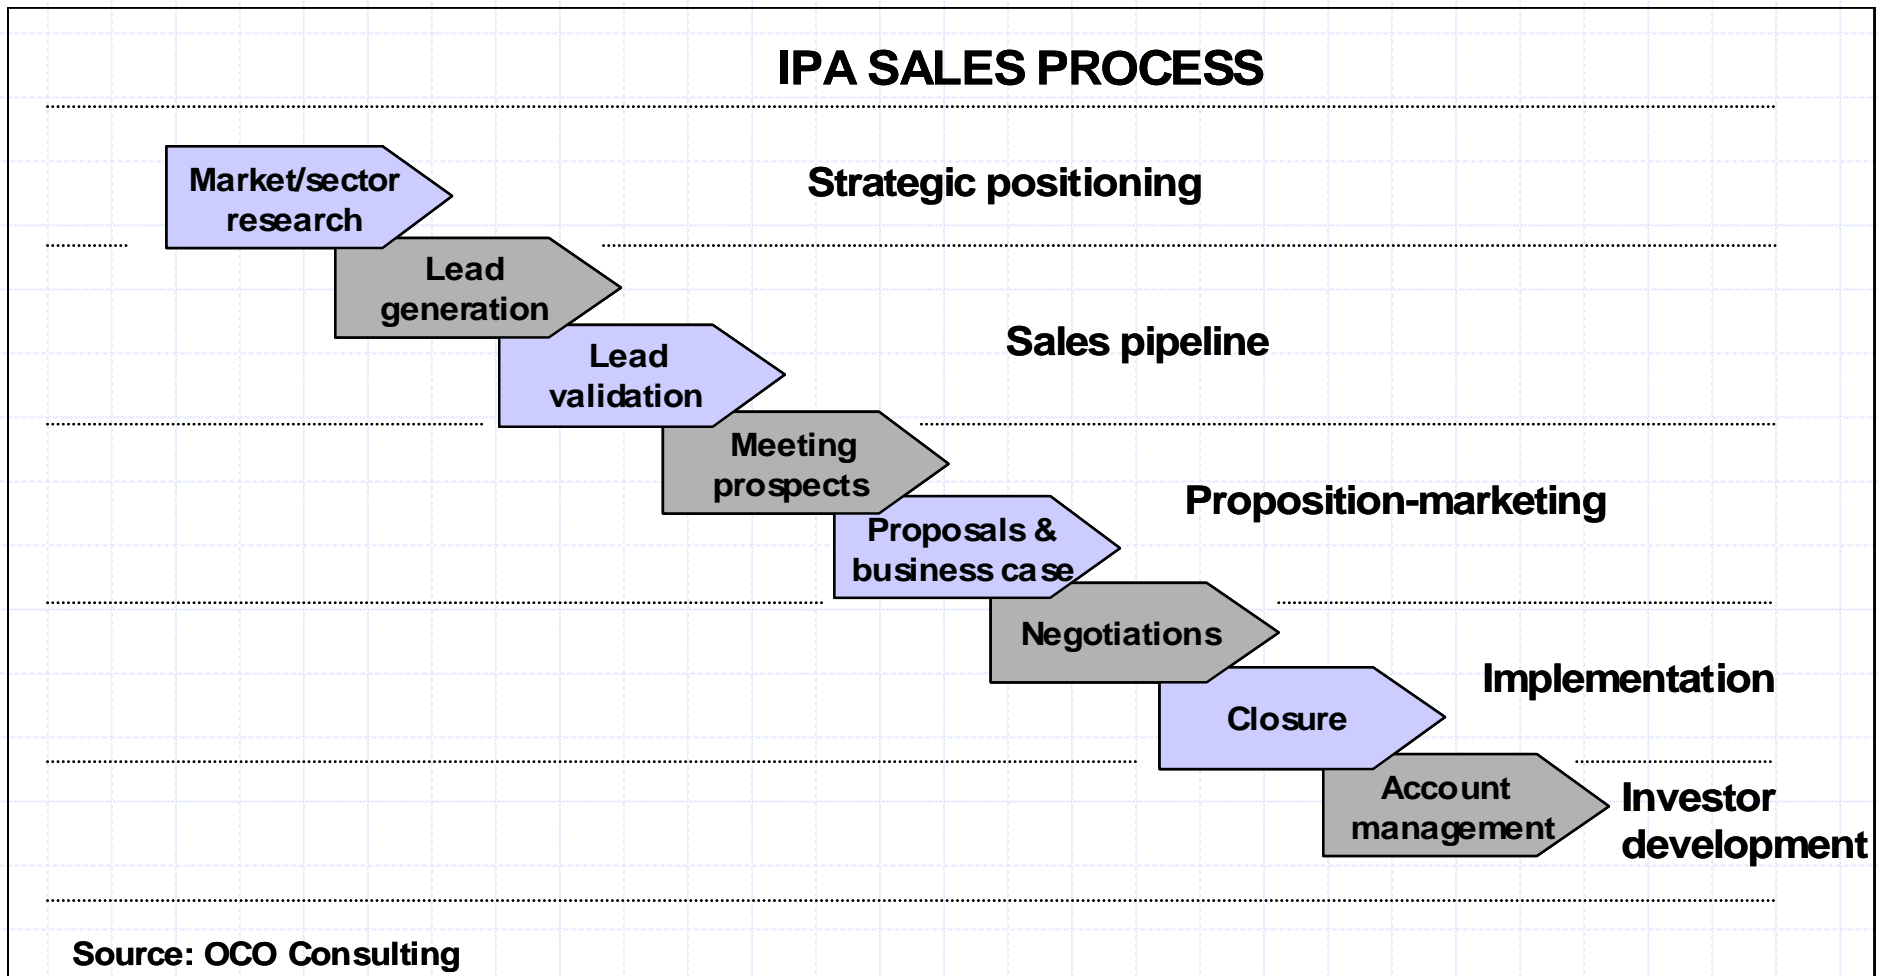 IPA SALES PROCESS
Market/sector
research
Strategic positioning
Lead
generation
Sales pipeline
Lead
validation
Meeting
prospects
Proposition-marketing
Proposals &
business case
Negotiations
Implementation
Closure
Account
management
Investor
development
Source: OCO Consulting